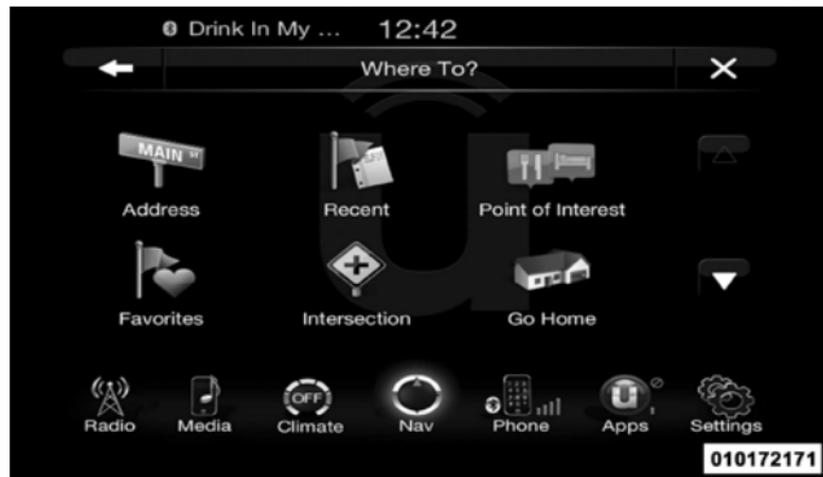 Drink In My ... 12:42
Where To?
MAIN ST
Address
Recent
Point of Interest
Favorites
Intersection
Go Home
OFF
Radio
Media
Climate
Nav
Phone
Apps
Settings
010172171